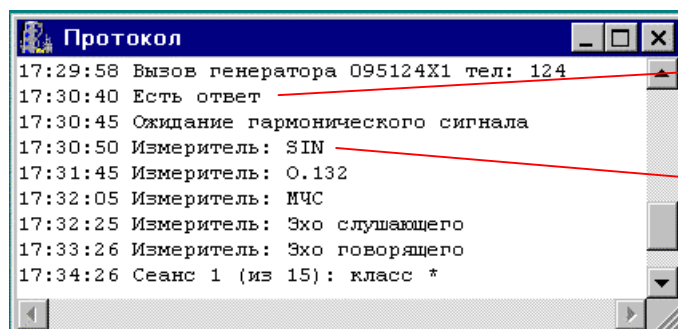 Протокол
17:29:58 Вызов генератора 095124X1 тел: 124
17:30:40 Есть ответ
17:30:45 Ожидание гармонического сигнала
17:30:50 Измеритель: SIN
17:31:45 Измеритель: O.132
17:32:05 Измеритель: МЧС
17:32:25 Измеритель: Эхо слушающего
17:33:26 Измеритель: Эхо говорящего
17:34:26 Сеанс 1 (из 15): класс *